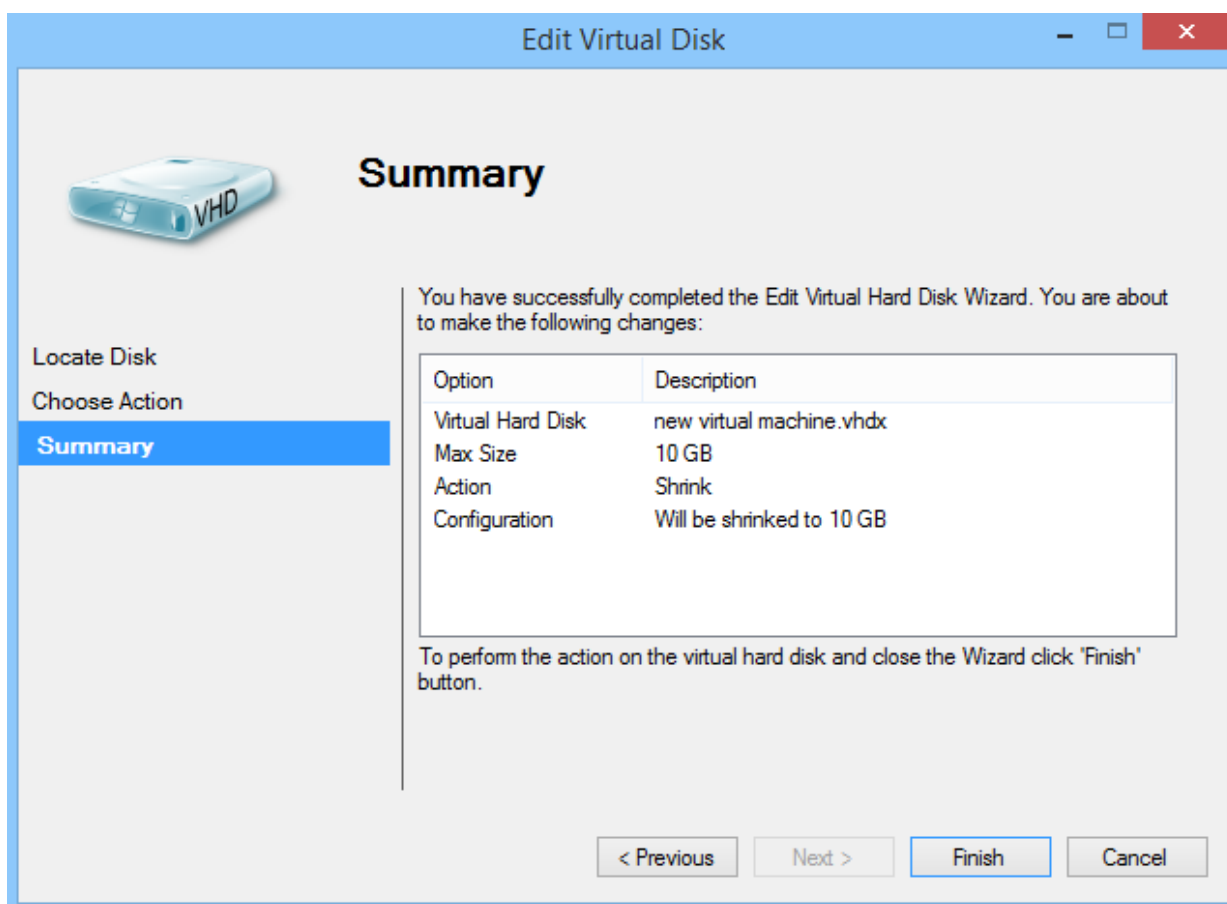 Edit Virtual Disk
VHD
Summary
Locate Disk
Choose Action
Summary
You have successfully completed the Edit Virtual Hard Disk Wizard. You are about
to make the following changes:
Option Description
Virtual Hard Disk new virtual machine.vhdx
Max Size 10 GB
Action Shrink
Configuration Will be shrinked to 10 GB
To perform the action on the virtual hard disk and close the Wizard click 'Finish'
button.
< Previous Next > Finish Cancel